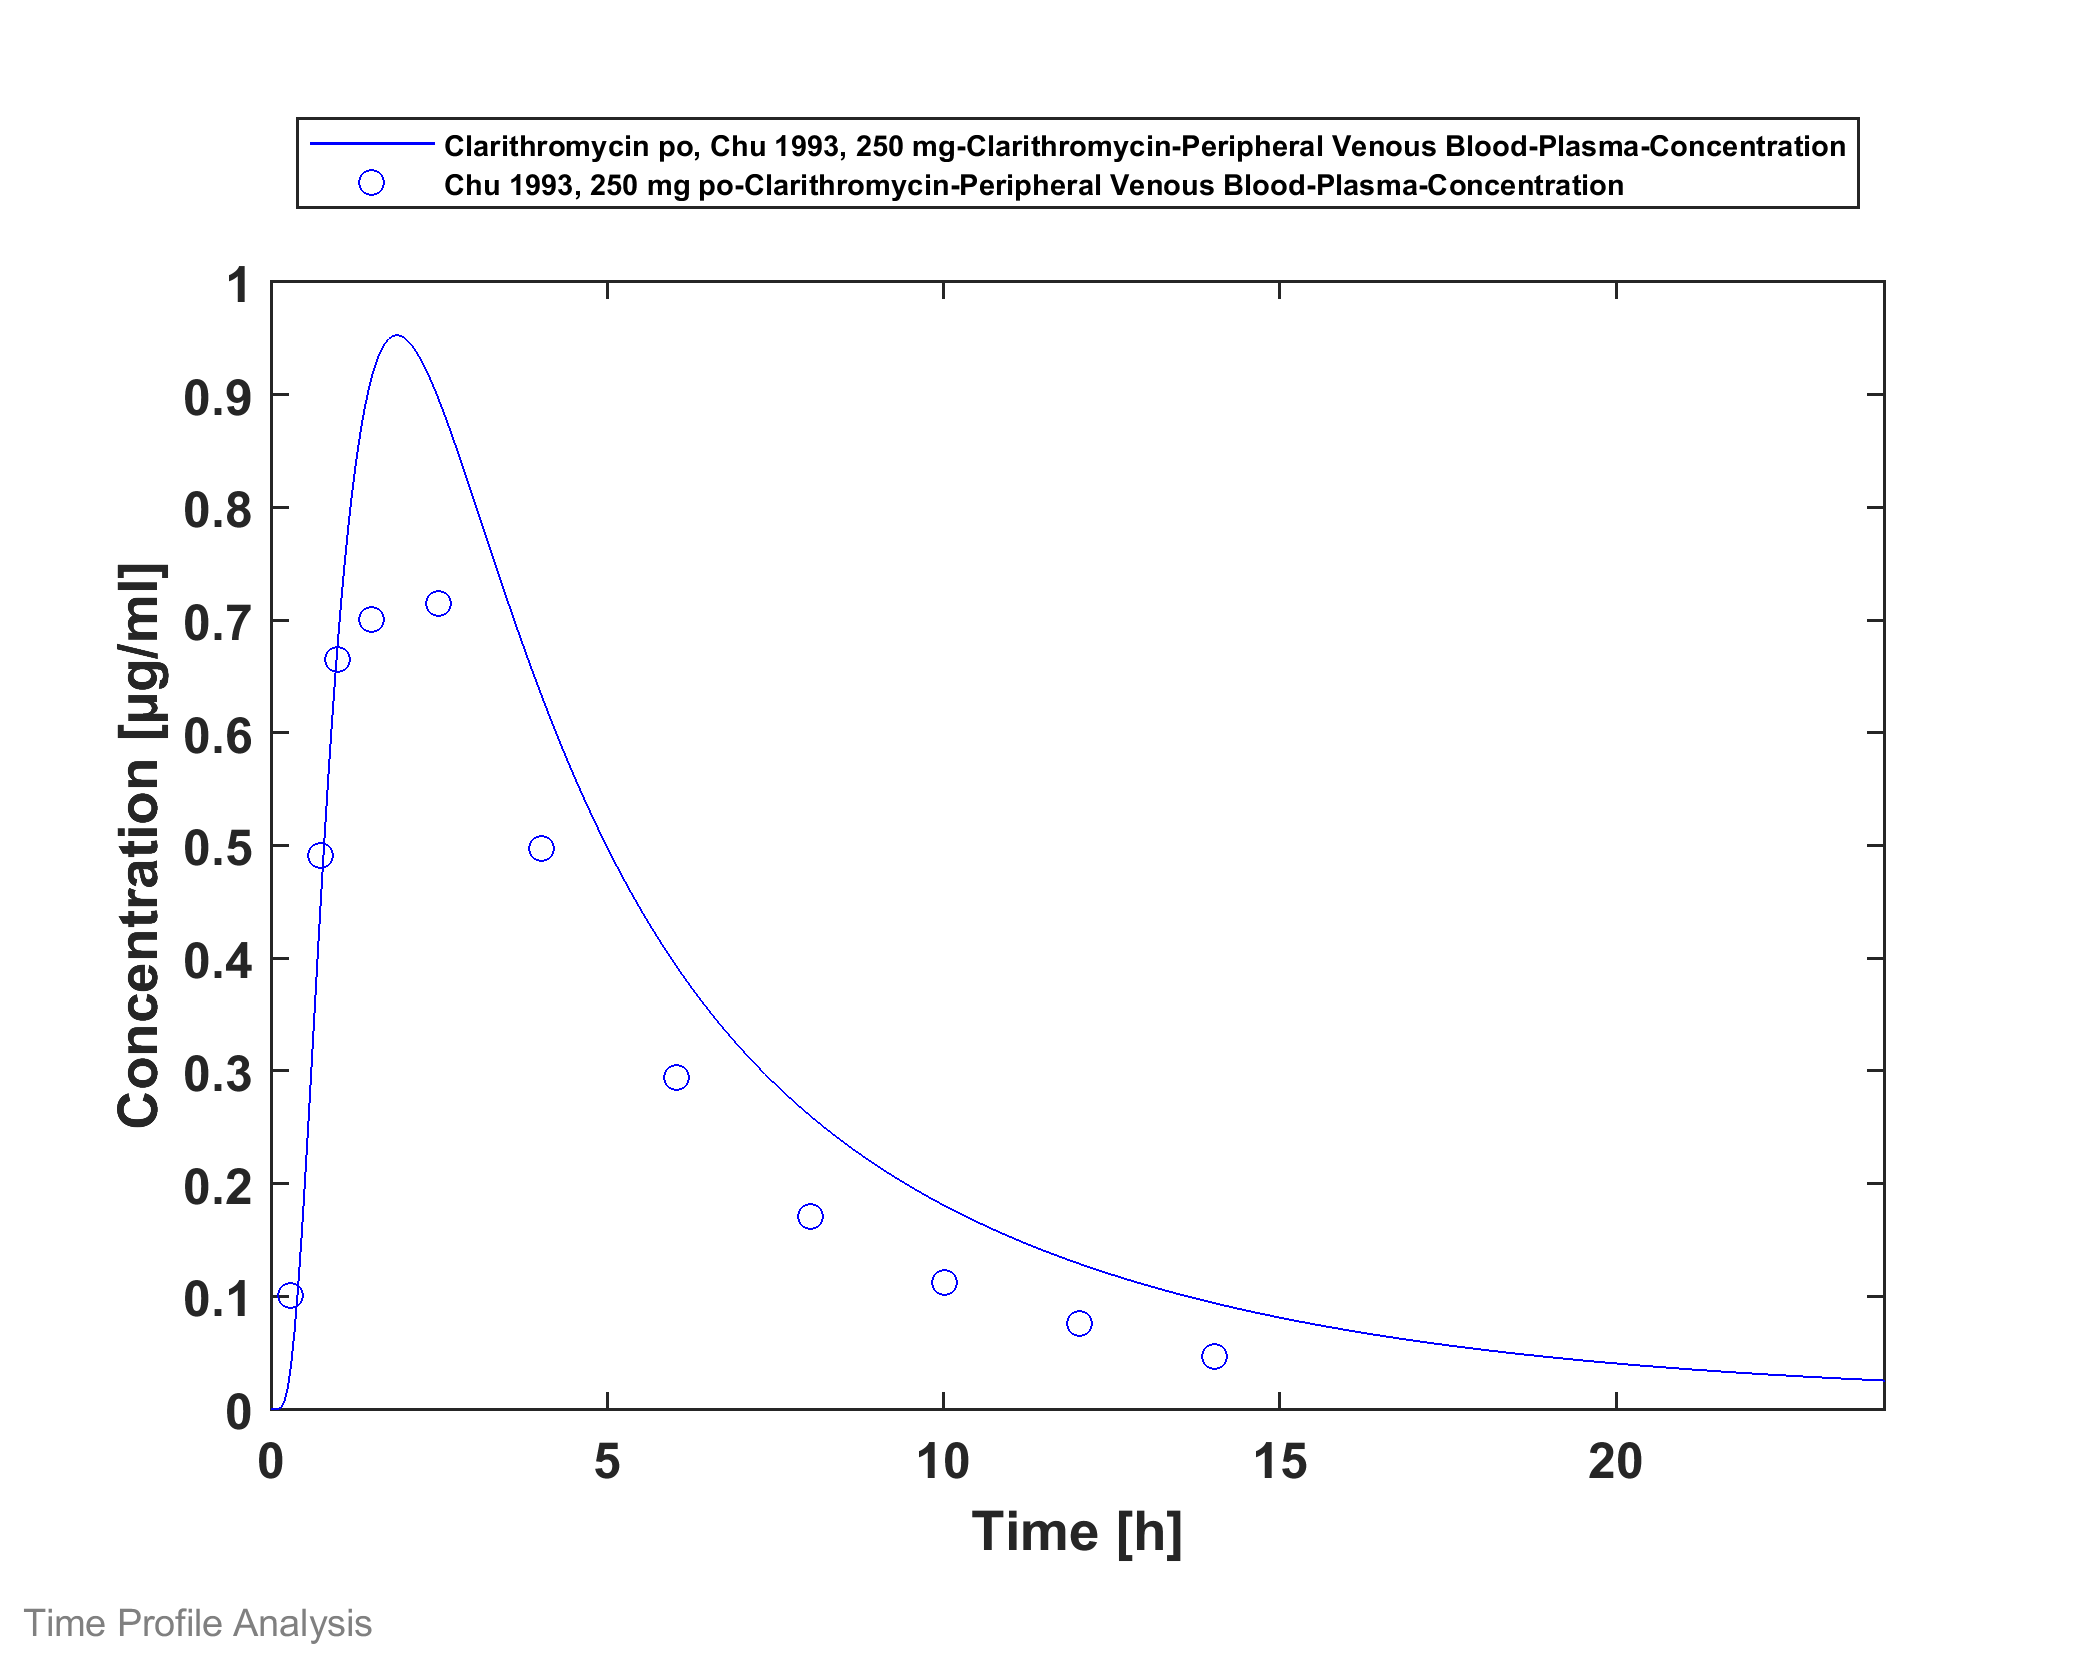 Clarithromycin po, Chu 1993, 250 mg-Clarithromycin-Peripheral Venous Blood-Plasma-Concentration
Chu 1993, 250 mg po-Clarithromycin-Peripheral Venous Blood-Plasma-Concentration
1
0.9
0.8
0.7
0.6
0.5
0.4
0.3
0.2
0.1
0
Concentration [µg/ml]
0 5 10 15 20
Time [h]
Time Profile Analysis